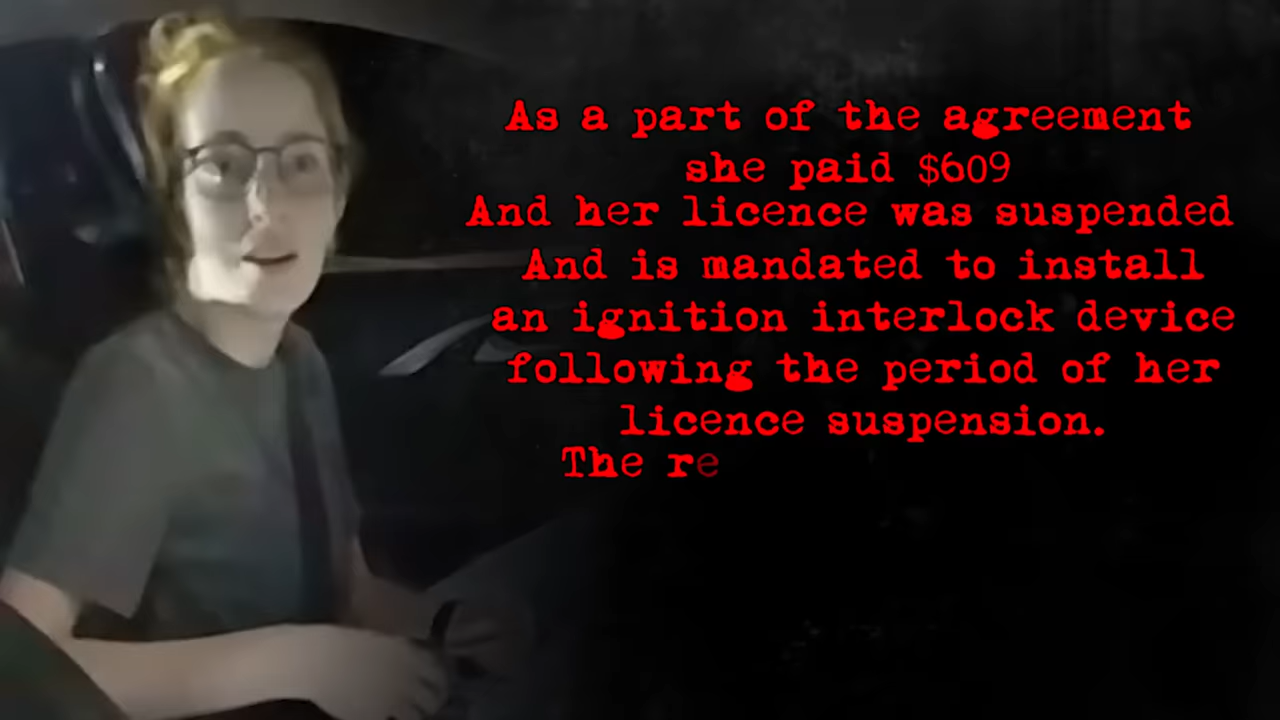 As a part of the agreement
she paid $609
And her licence was suspended
And is mandated to install
an ignition interlock device
following the period of her
licence suspension.
The re